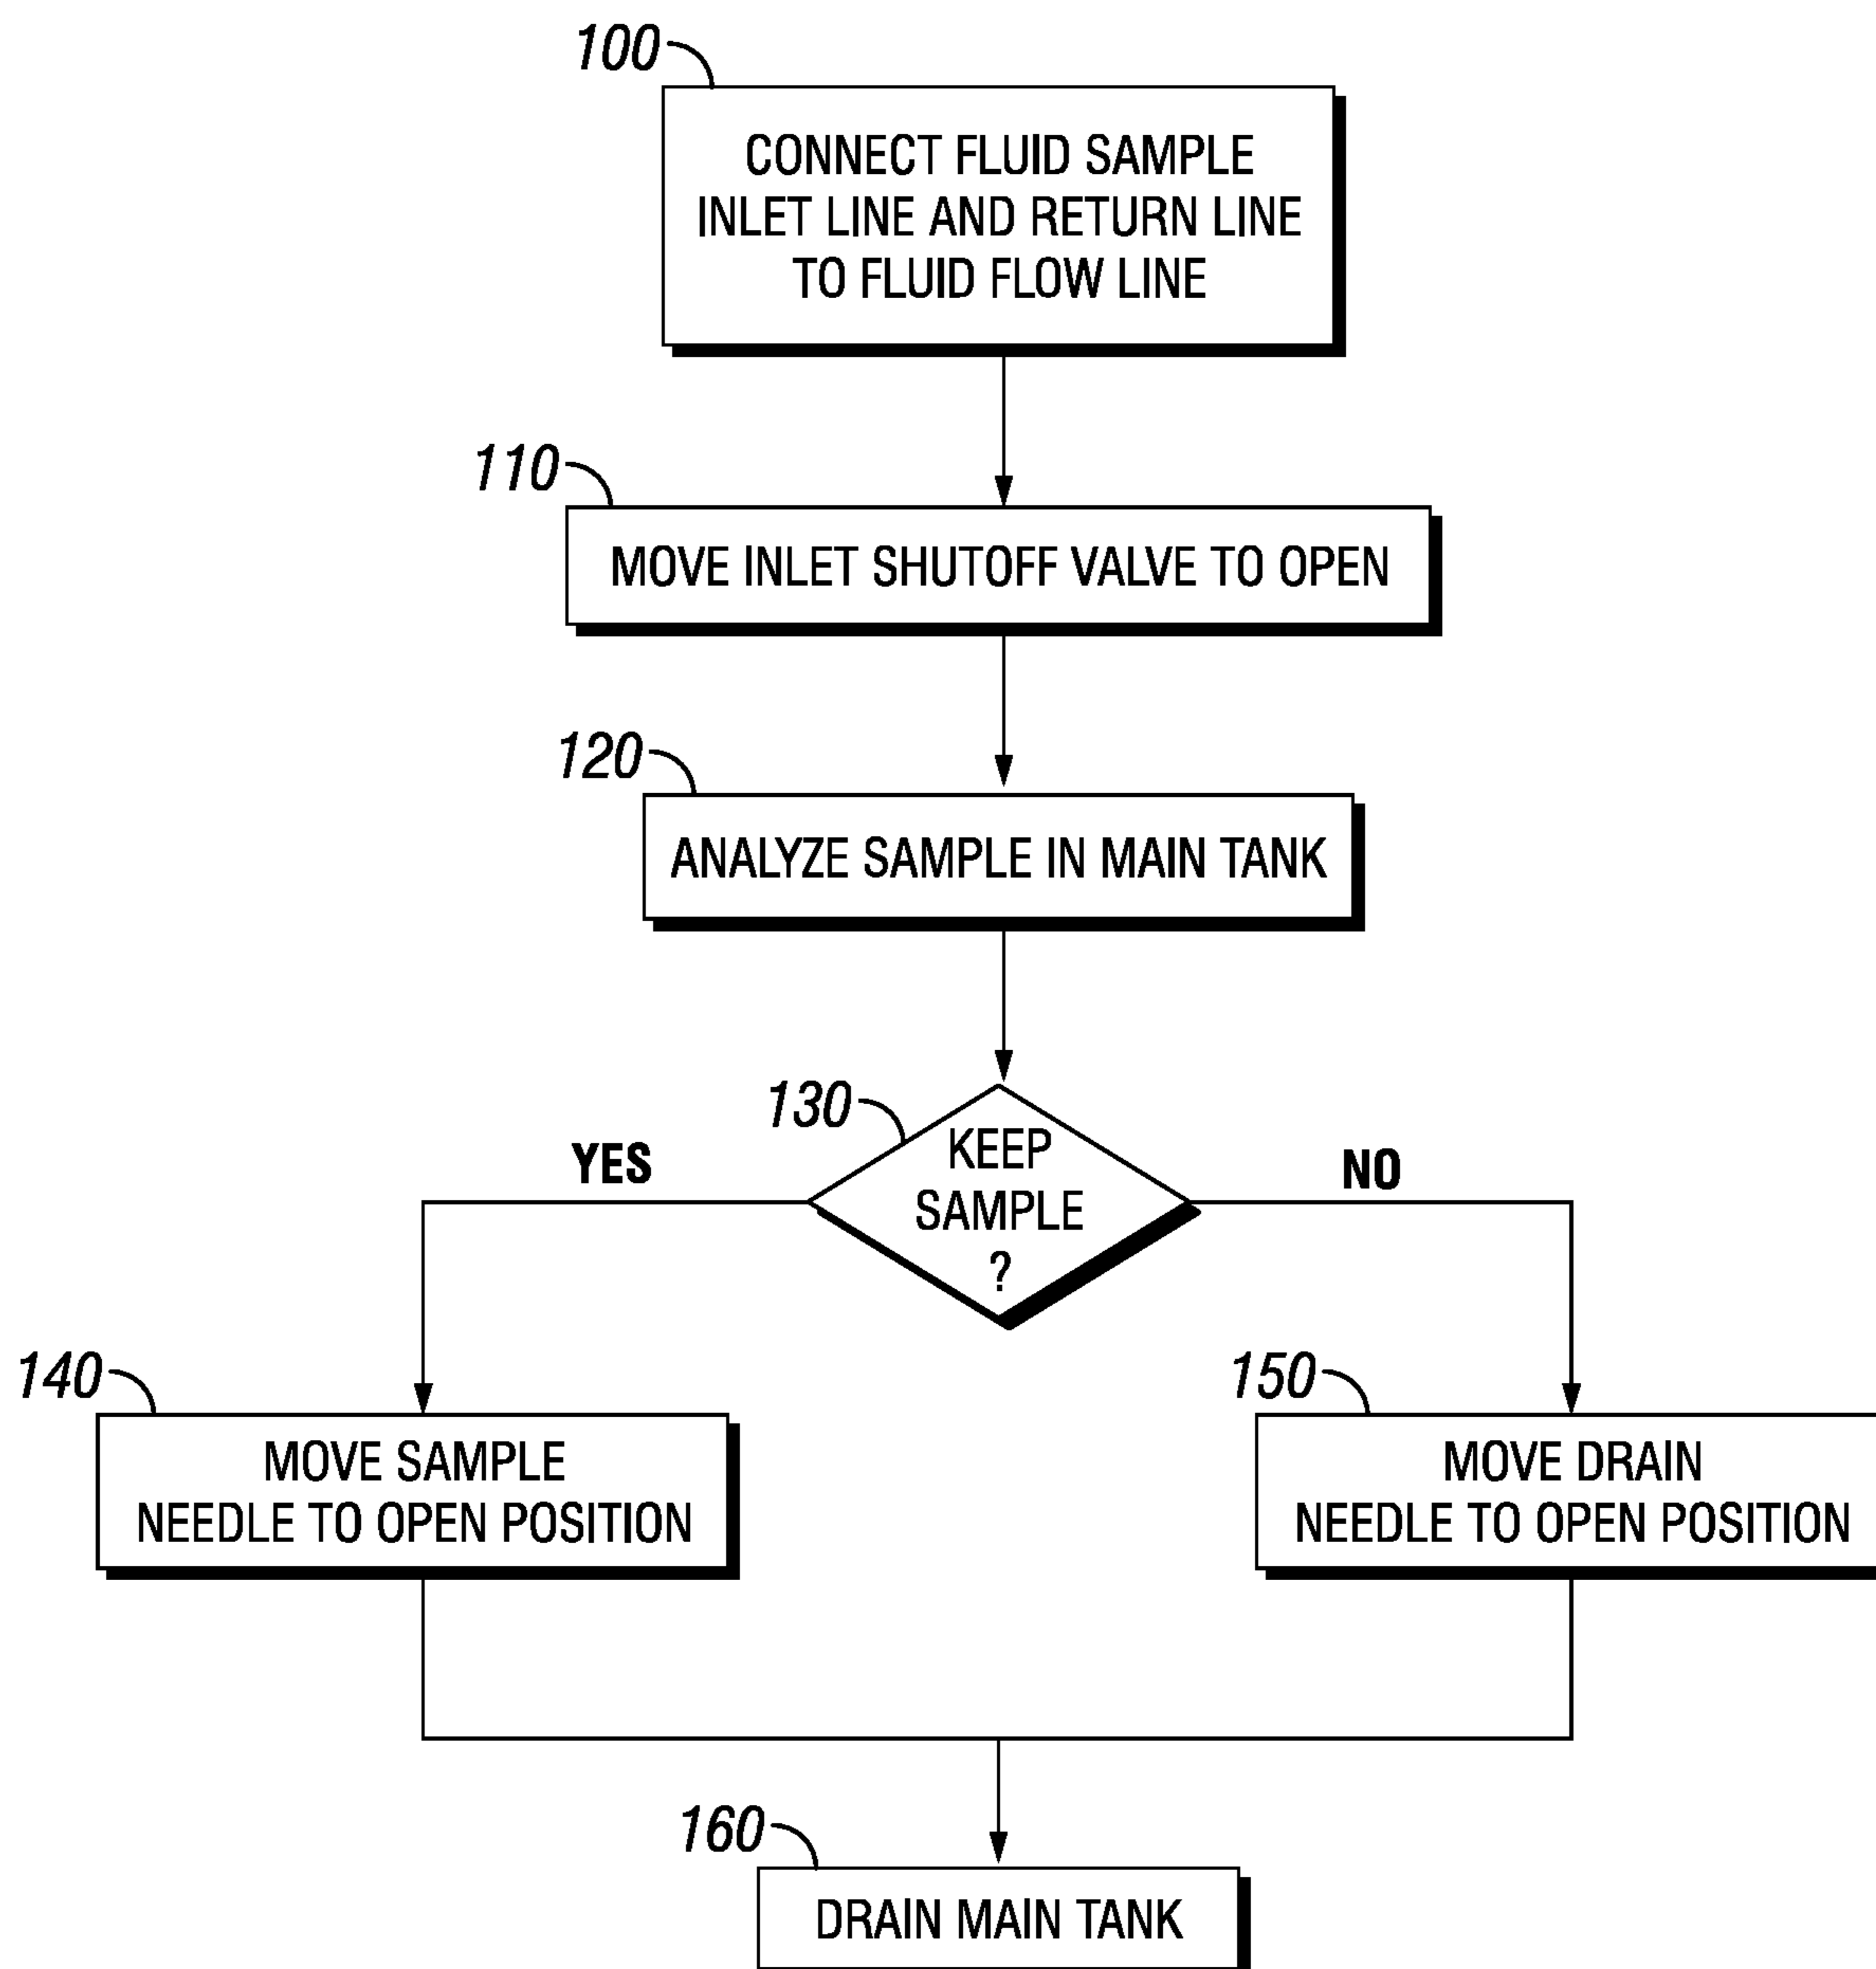 100
CONNECT FLUID SAMPLE
INLET LINE AND RETURN LINE
TO FLUID FLOW LINE
110
MOVE INLET SHUTOFF VALVE TO OPEN
120
ANALYZE SAMPLE IN MAIN TANK
130
KEEP
SAMPLE
?
YES
NO
140
MOVE SAMPLE
NEEDLE TO OPEN POSITION
150
MOVE DRAIN
NEEDLE TO OPEN POSITION
160
DRAIN MAIN TANK